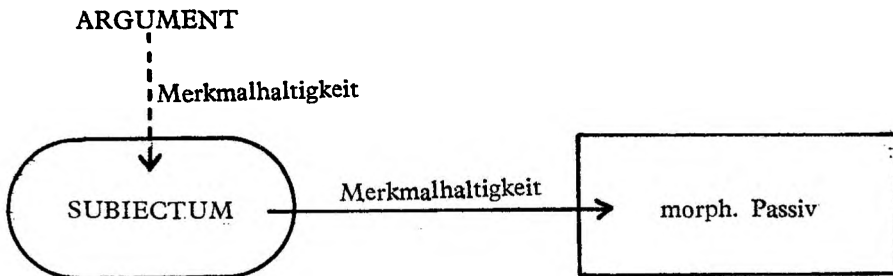 ARGUMENT
Merkmalhaltigkeit
Merkmalhaltigkeit
SUBIECTUM
morph. Passiv